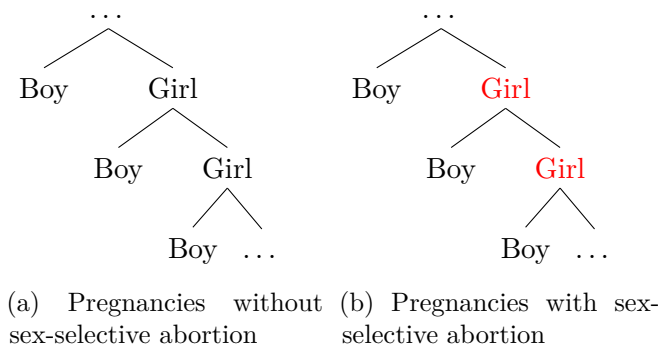 ... ...
Boy Girl Boy Girl
Boy Girl Boy Girl
Boy ... Boy ...
(a) Pregnancies without (b) Pregnancies with sex-
sex-selective abortion selective abortion